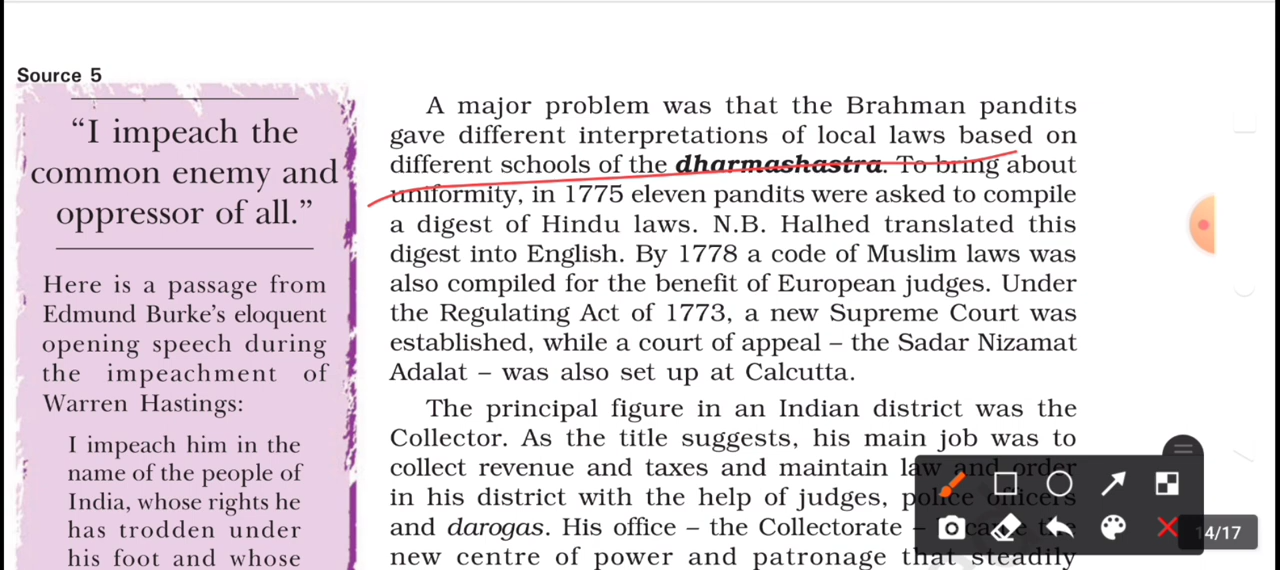 Source 5
“I impeach the
common enemy and
oppressor of all.”
Here is a passage from
Edmund Burke’s eloquent
opening speech during
the impeachment of
Warren Hastings:
I impeach him in the
name of the people of
India, whose rights he
has trodden under
his foot and whose
A major problem was that the Brahman pandits
gave different interpretations of local laws based on
different schools of the dharmashastra. To bring about
uniformity, in 1775 eleven pandits were asked to compile
a digest of Hindu laws. N.B. Halhed translated this
digest into English. By 1778 a code of Muslim laws was
also compiled for the benefit of European judges. Under
the Regulating Act of 1773, a new Supreme Court was
established, while a court of appeal – the Sadar Nizamat
Adalat – was also set up at Calcutta.
The principal figure in an Indian district was the
Collector. As the title suggests, his main job was to
collect revenue and taxes and maintain law and order
in his district with the help of judges, police officers
and darogas. His office – the Collectorate –
new centre of power and patronage that steadily
14/17